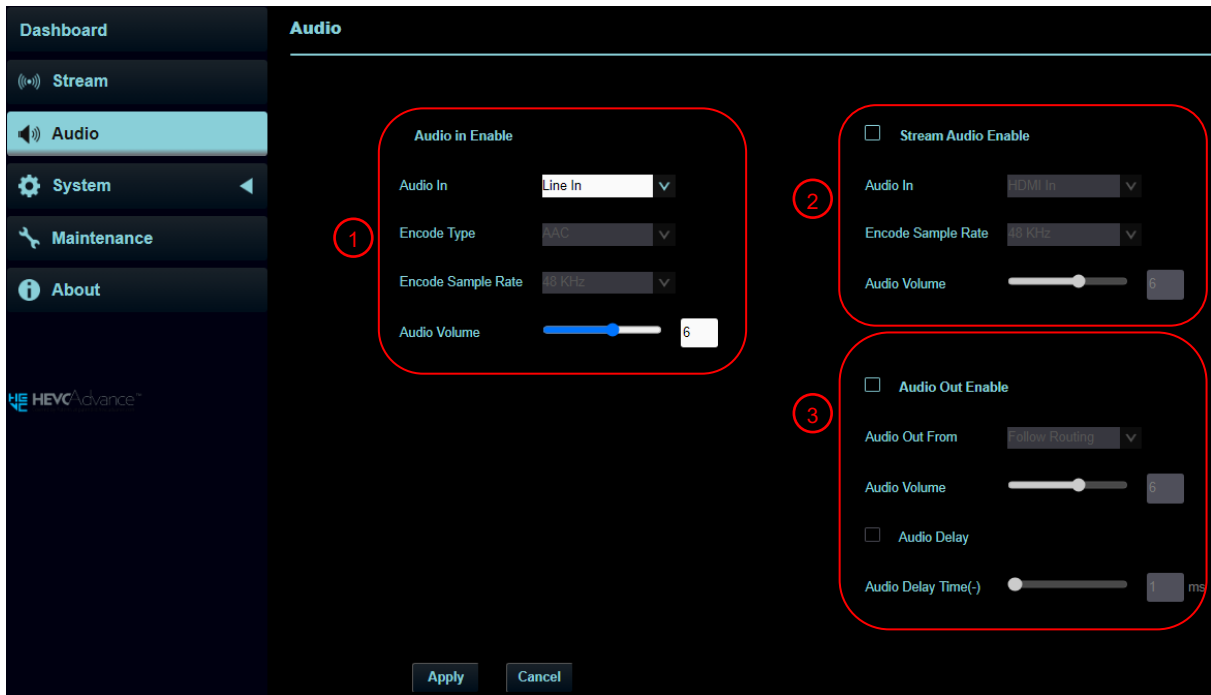 Dashboard
Stream
Audio
System
Maintenance
About
HEVCAdvance™
Audio
1
Audio in Enable
Audio In Line In
Encode Type AAC
Encode Sample Rate 48 KHz
Audio Volume 6
2
Stream Audio Enable
Audio In HDMI In
Encode Sample Rate 48 KHz
Audio Volume 6
3
Audio Out Enable
Audio Out From Follow Routing
Audio Volume 6
Audio Delay
Audio Delay Time(-) 1 ms
Apply Cancel